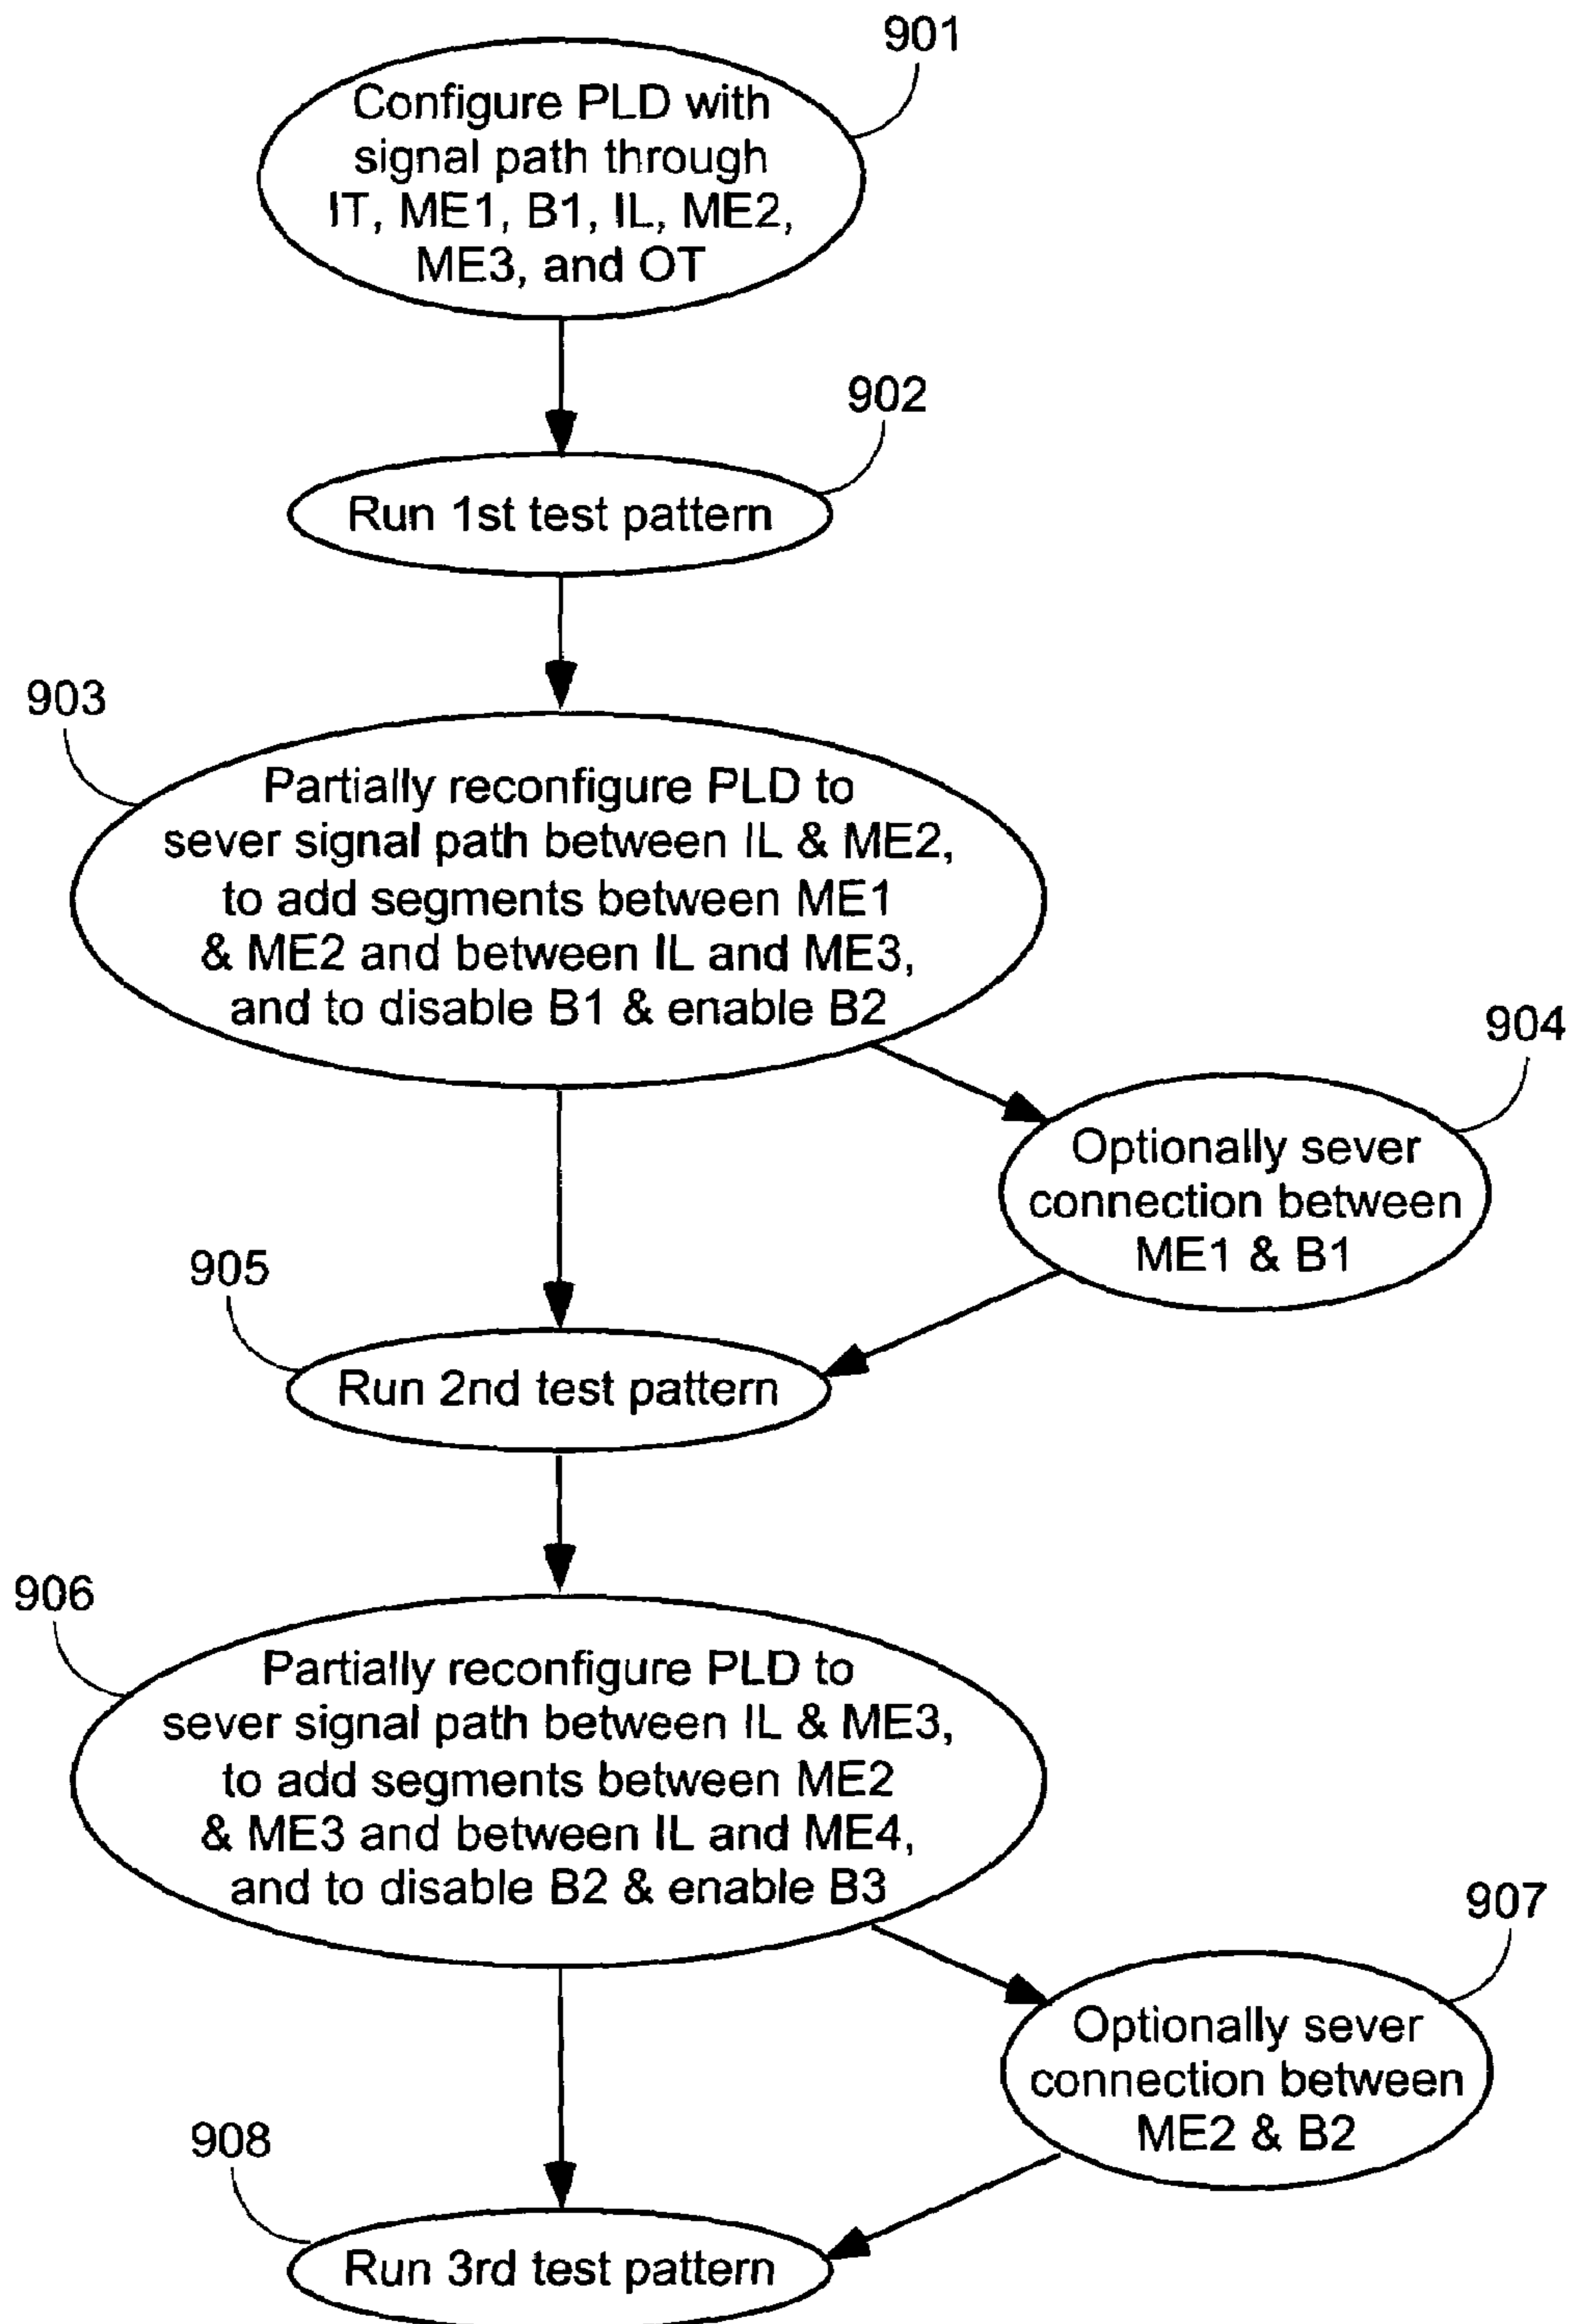 901
Configure PLD with
signal path through
IT, ME1, B1, IL, ME2,
ME3, and OT
902
Run 1st test pattern
903
Partially reconfigure PLD to
sever signal path between IL & ME2,
to add segments between ME1
& ME2 and between IL and ME3,
and to disable B1 & enable B2
904
Optionally sever
connection between
ME1 & B1
905
Run 2nd test pattern
906
Partially reconfigure PLD to
sever signal path between IL & ME3,
to add segments between ME2
& ME3 and between IL and ME4,
and to disable B2 & enable B3
907
Optionally sever
connection between
ME2 & B2
908
Run 3rd test pattern